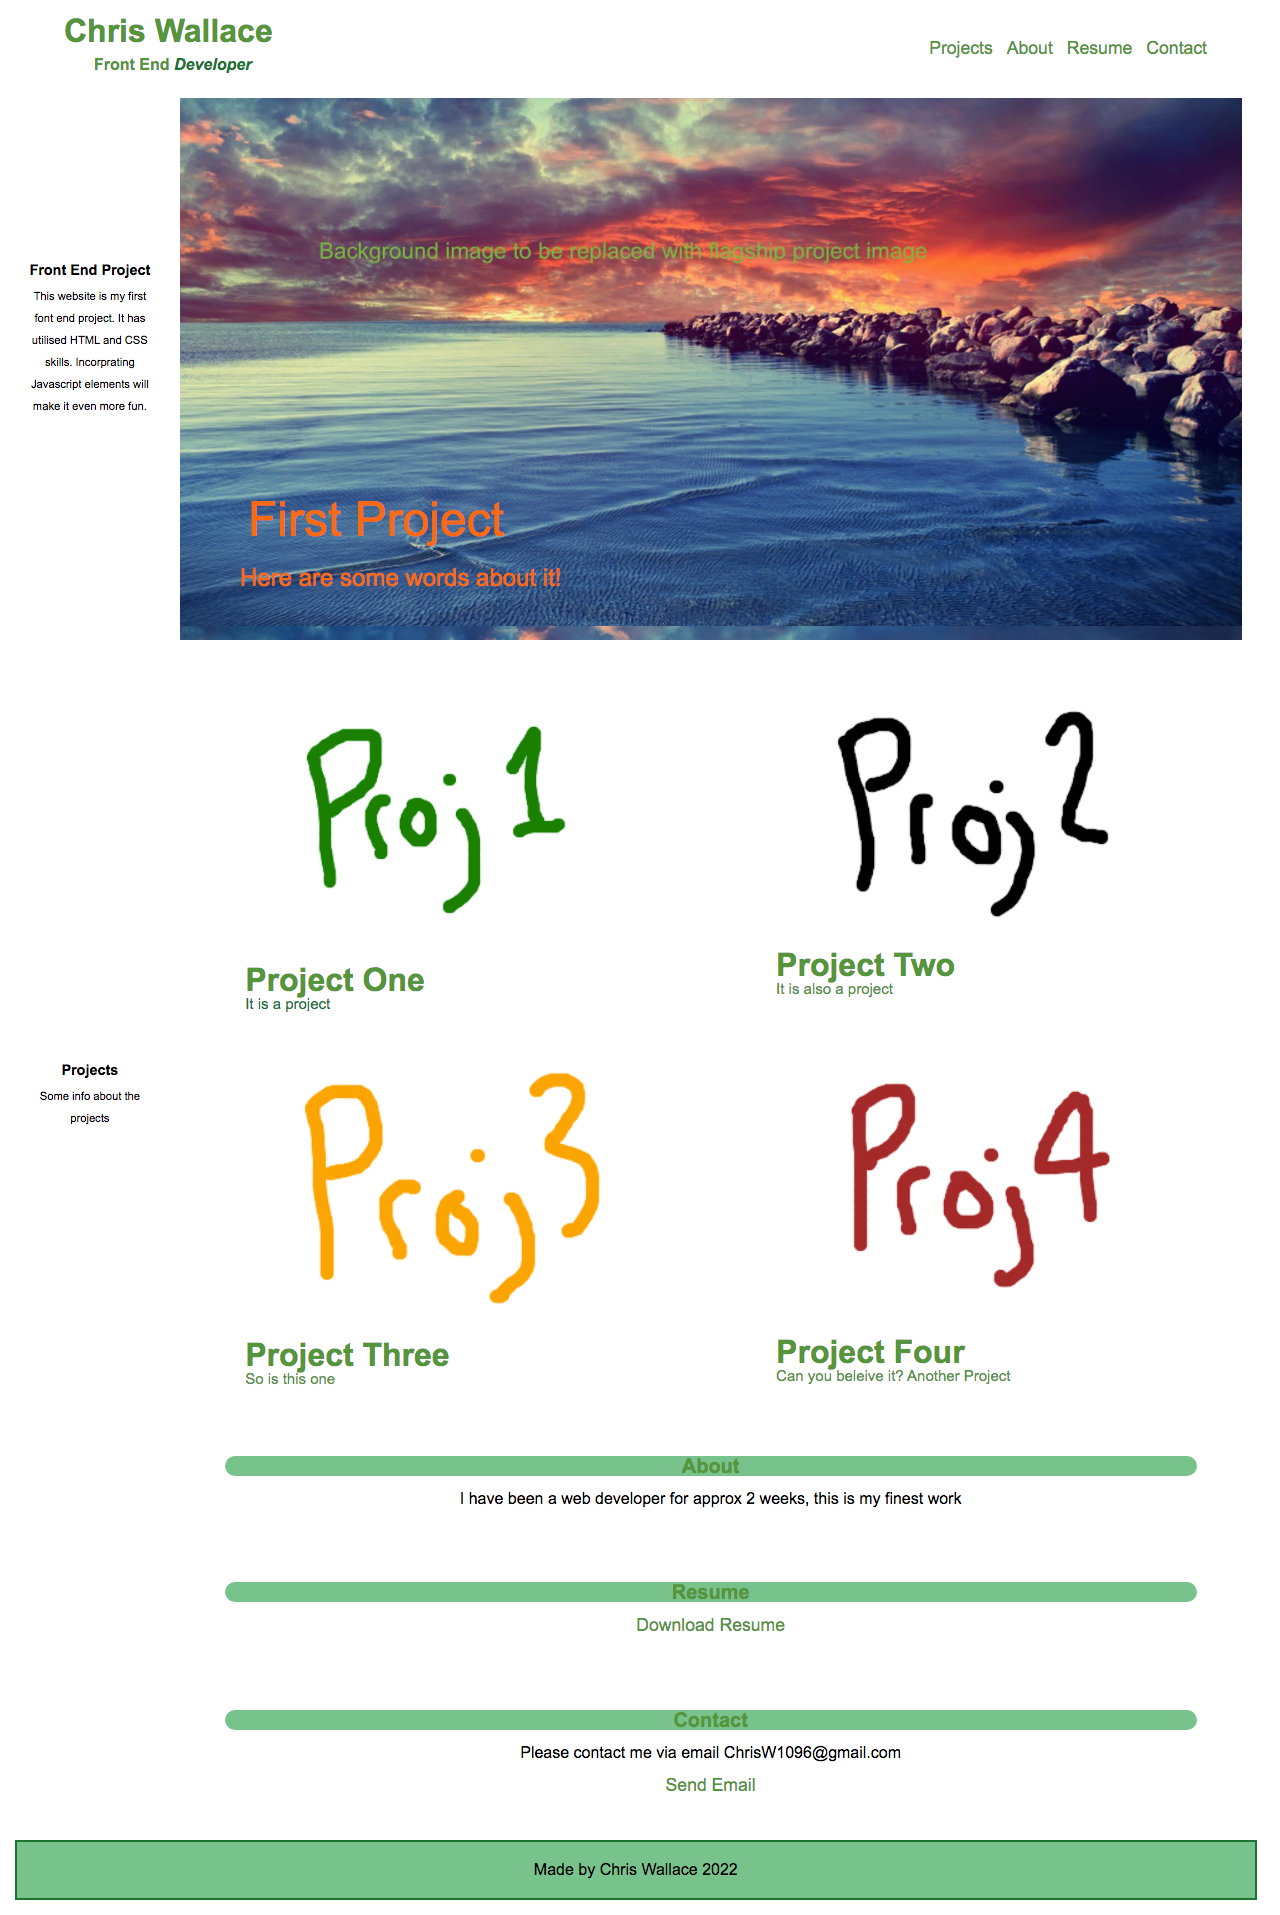 Chris Wallace
Front End Developer
Projects About Resume Contact
Front End Project
This website is my first
font end project. It has
utilised HTML and CSS
skills. Incorprating
Javascript elements will
make it even more fun.
Background image to be replaced with flagship project image
First Project
Here are some words about it!
Proj 1
Proj 2
Project One
It is a project
Project Two
It is also a project
Projects
Some info about the
projects
Proj 3
Proj 4
Project Three
So is this one
Project Four
Can you beleive it? Another Project
About
I have been a web developer for approx 2 weeks, this is my finest work
Resume
Download Resume
Contact
Please contact me via email ChrisW1096@gmail.com
Send Email
Made by Chris Wallace 2022